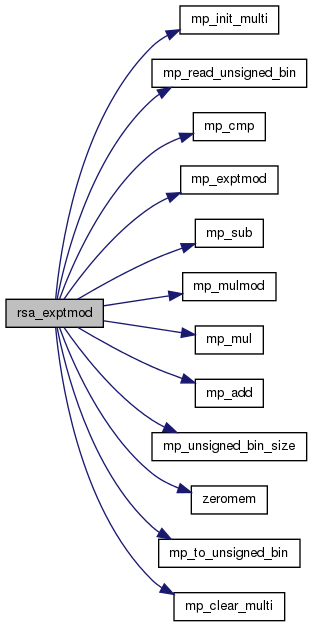 mp_init_multi
mp_read_unsigned_bin
mp_cmp
mp_exptmod
mp_sub
mp_mulmod
rsa_exptmod
mp_mul
mp_add
mp_unsigned_bin_size
zeromem
mp_to_unsigned_bin
mp_clear_multi